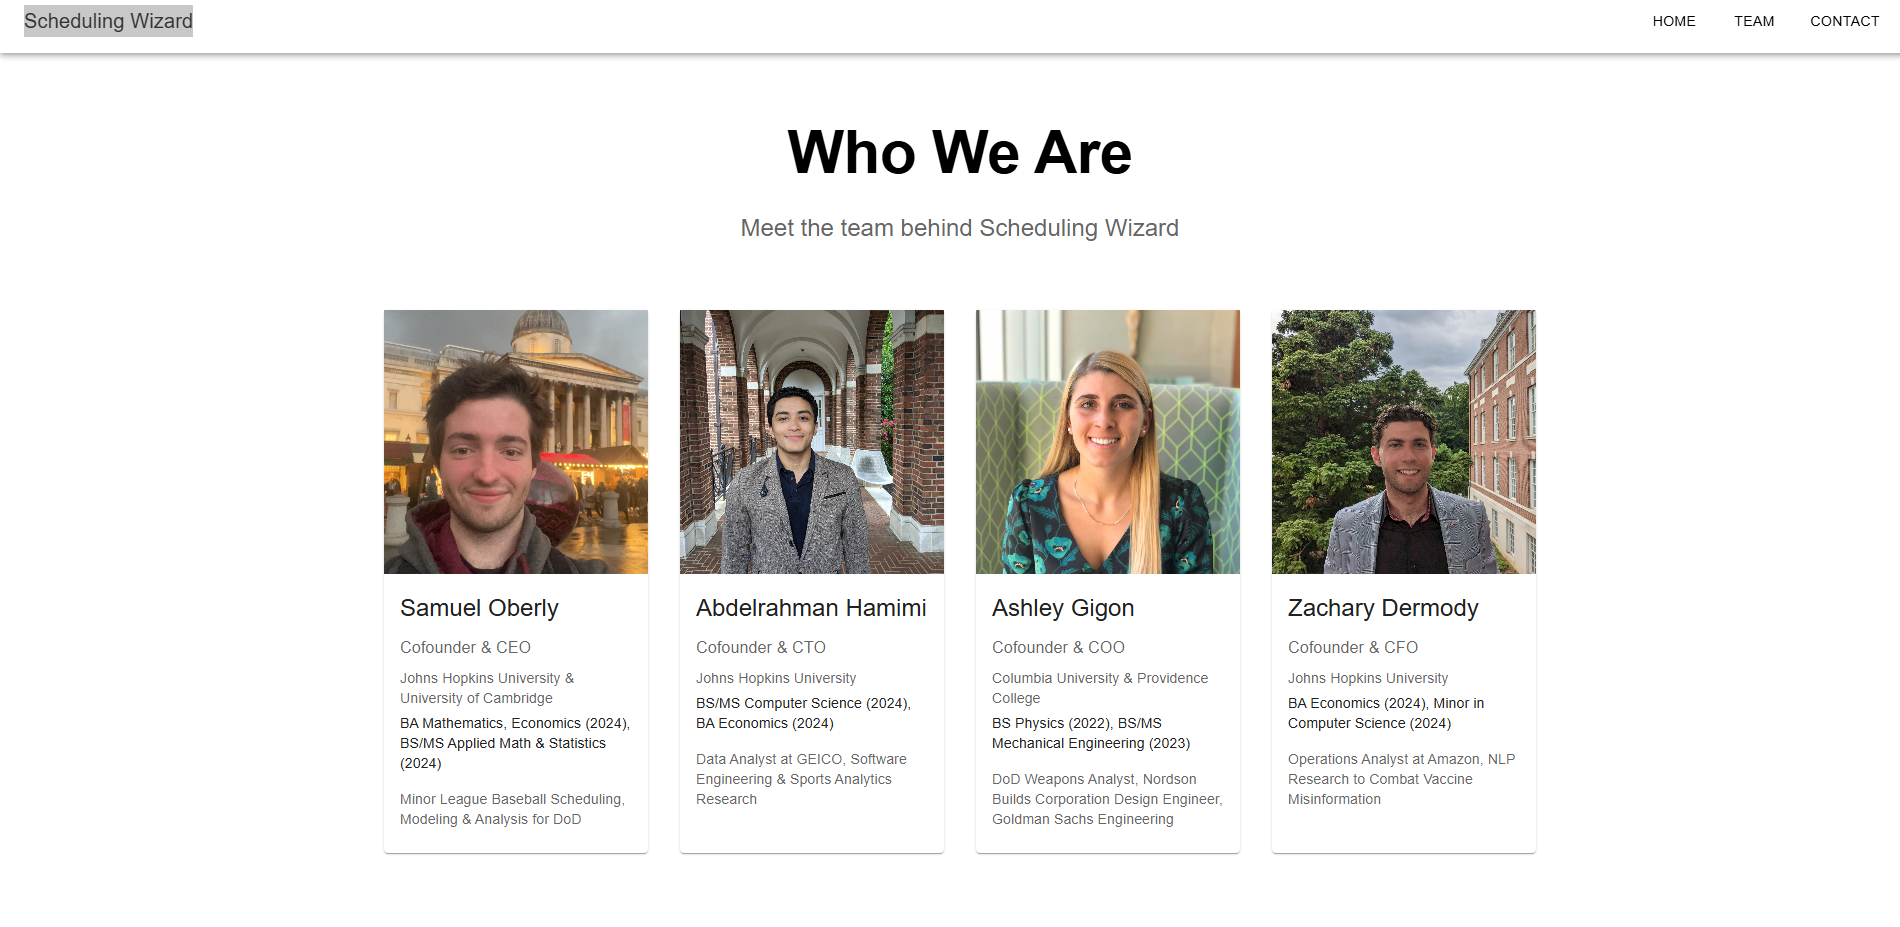 Scheduling Wizard
HOME
TEAM
CONTACT
Who We Are
Meet the team behind Scheduling Wizard
Samuel Oberly
Cofounder & CEO
Johns Hopkins University &
University of Cambridge
BA Mathematics, Economics (2024),
BS/MS Applied Math & Statistics
(2024)
Minor League Baseball Scheduling,
Modeling & Analysis for DoD
Abdelrahman Hamimi
Cofounder & CTO
Johns Hopkins University
BS/MS Computer Science (2024),
BA Economics (2024)
Data Analyst at GEICO, Software
Engineering & Sports Analytics
Research
Ashley Gigon
Cofounder & COO
Columbia University & Providence
College
BS Physics (2022), BS/MS
Mechanical Engineering (2023)
DoD Weapons Analyst, Nordson
Builds Corporation Design Engineer,
Goldman Sachs Engineering
Zachary Dermody
Cofounder & CFO
Johns Hopkins University
BA Economics (2024), Minor in
Computer Science (2024)
Operations Analyst at Amazon, NLP
Research to Combat Vaccine
Misinformation